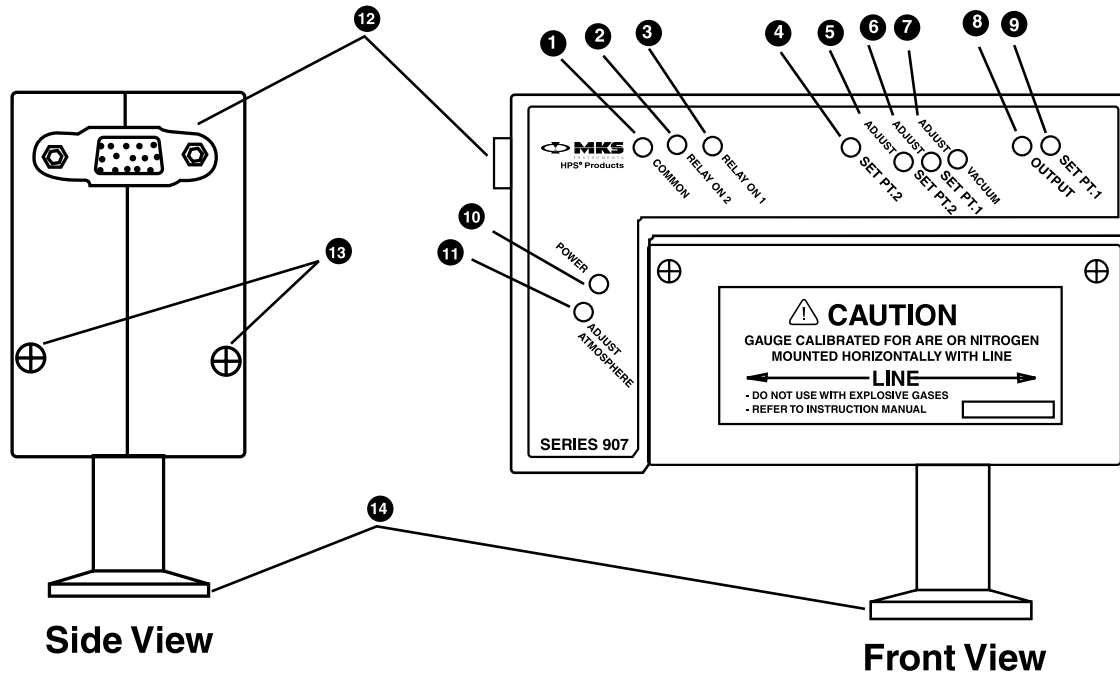 12
1
2
3
4
5
6
7
8
9
MKS
INSTRUMENTS
HPS® Products
COMMON
RELAY ON 2
RELAY ON 1
SET PT.2
ADJUST
SET PT.2
ADJUST
SET PT.1
ADJUST
VACUUM
OUTPUT
SET PT.1
10
11
13
POWER
ADJUST
ATMOSPHERE
CAUTION
GAUGE CALIBRATED FOR ARE OR NITROGEN
MOUNTED HORIZONTALLY WITH LINE
LINE
- DO NOT USE WITH EXPLOSIVE GASES
- REFER TO INSTRUCTION MANUAL
SERIES 907
14
Side View
Front View